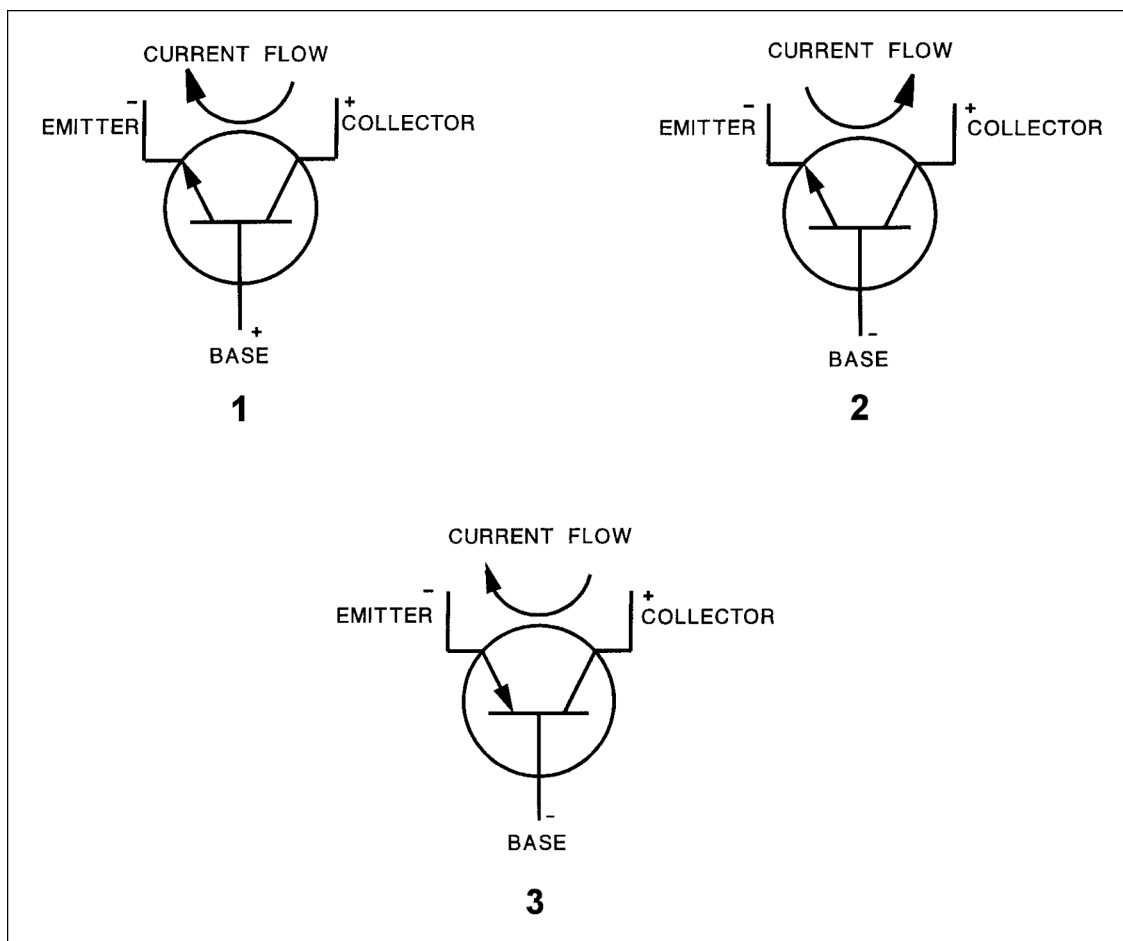 CURRENT FLOW
- +
EMITTER COLLECTOR
+
BASE
1
CURRENT FLOW
- +
EMITTER COLLECTOR
-
BASE
2
CURRENT FLOW
- +
EMITTER COLLECTOR
-
BASE
3